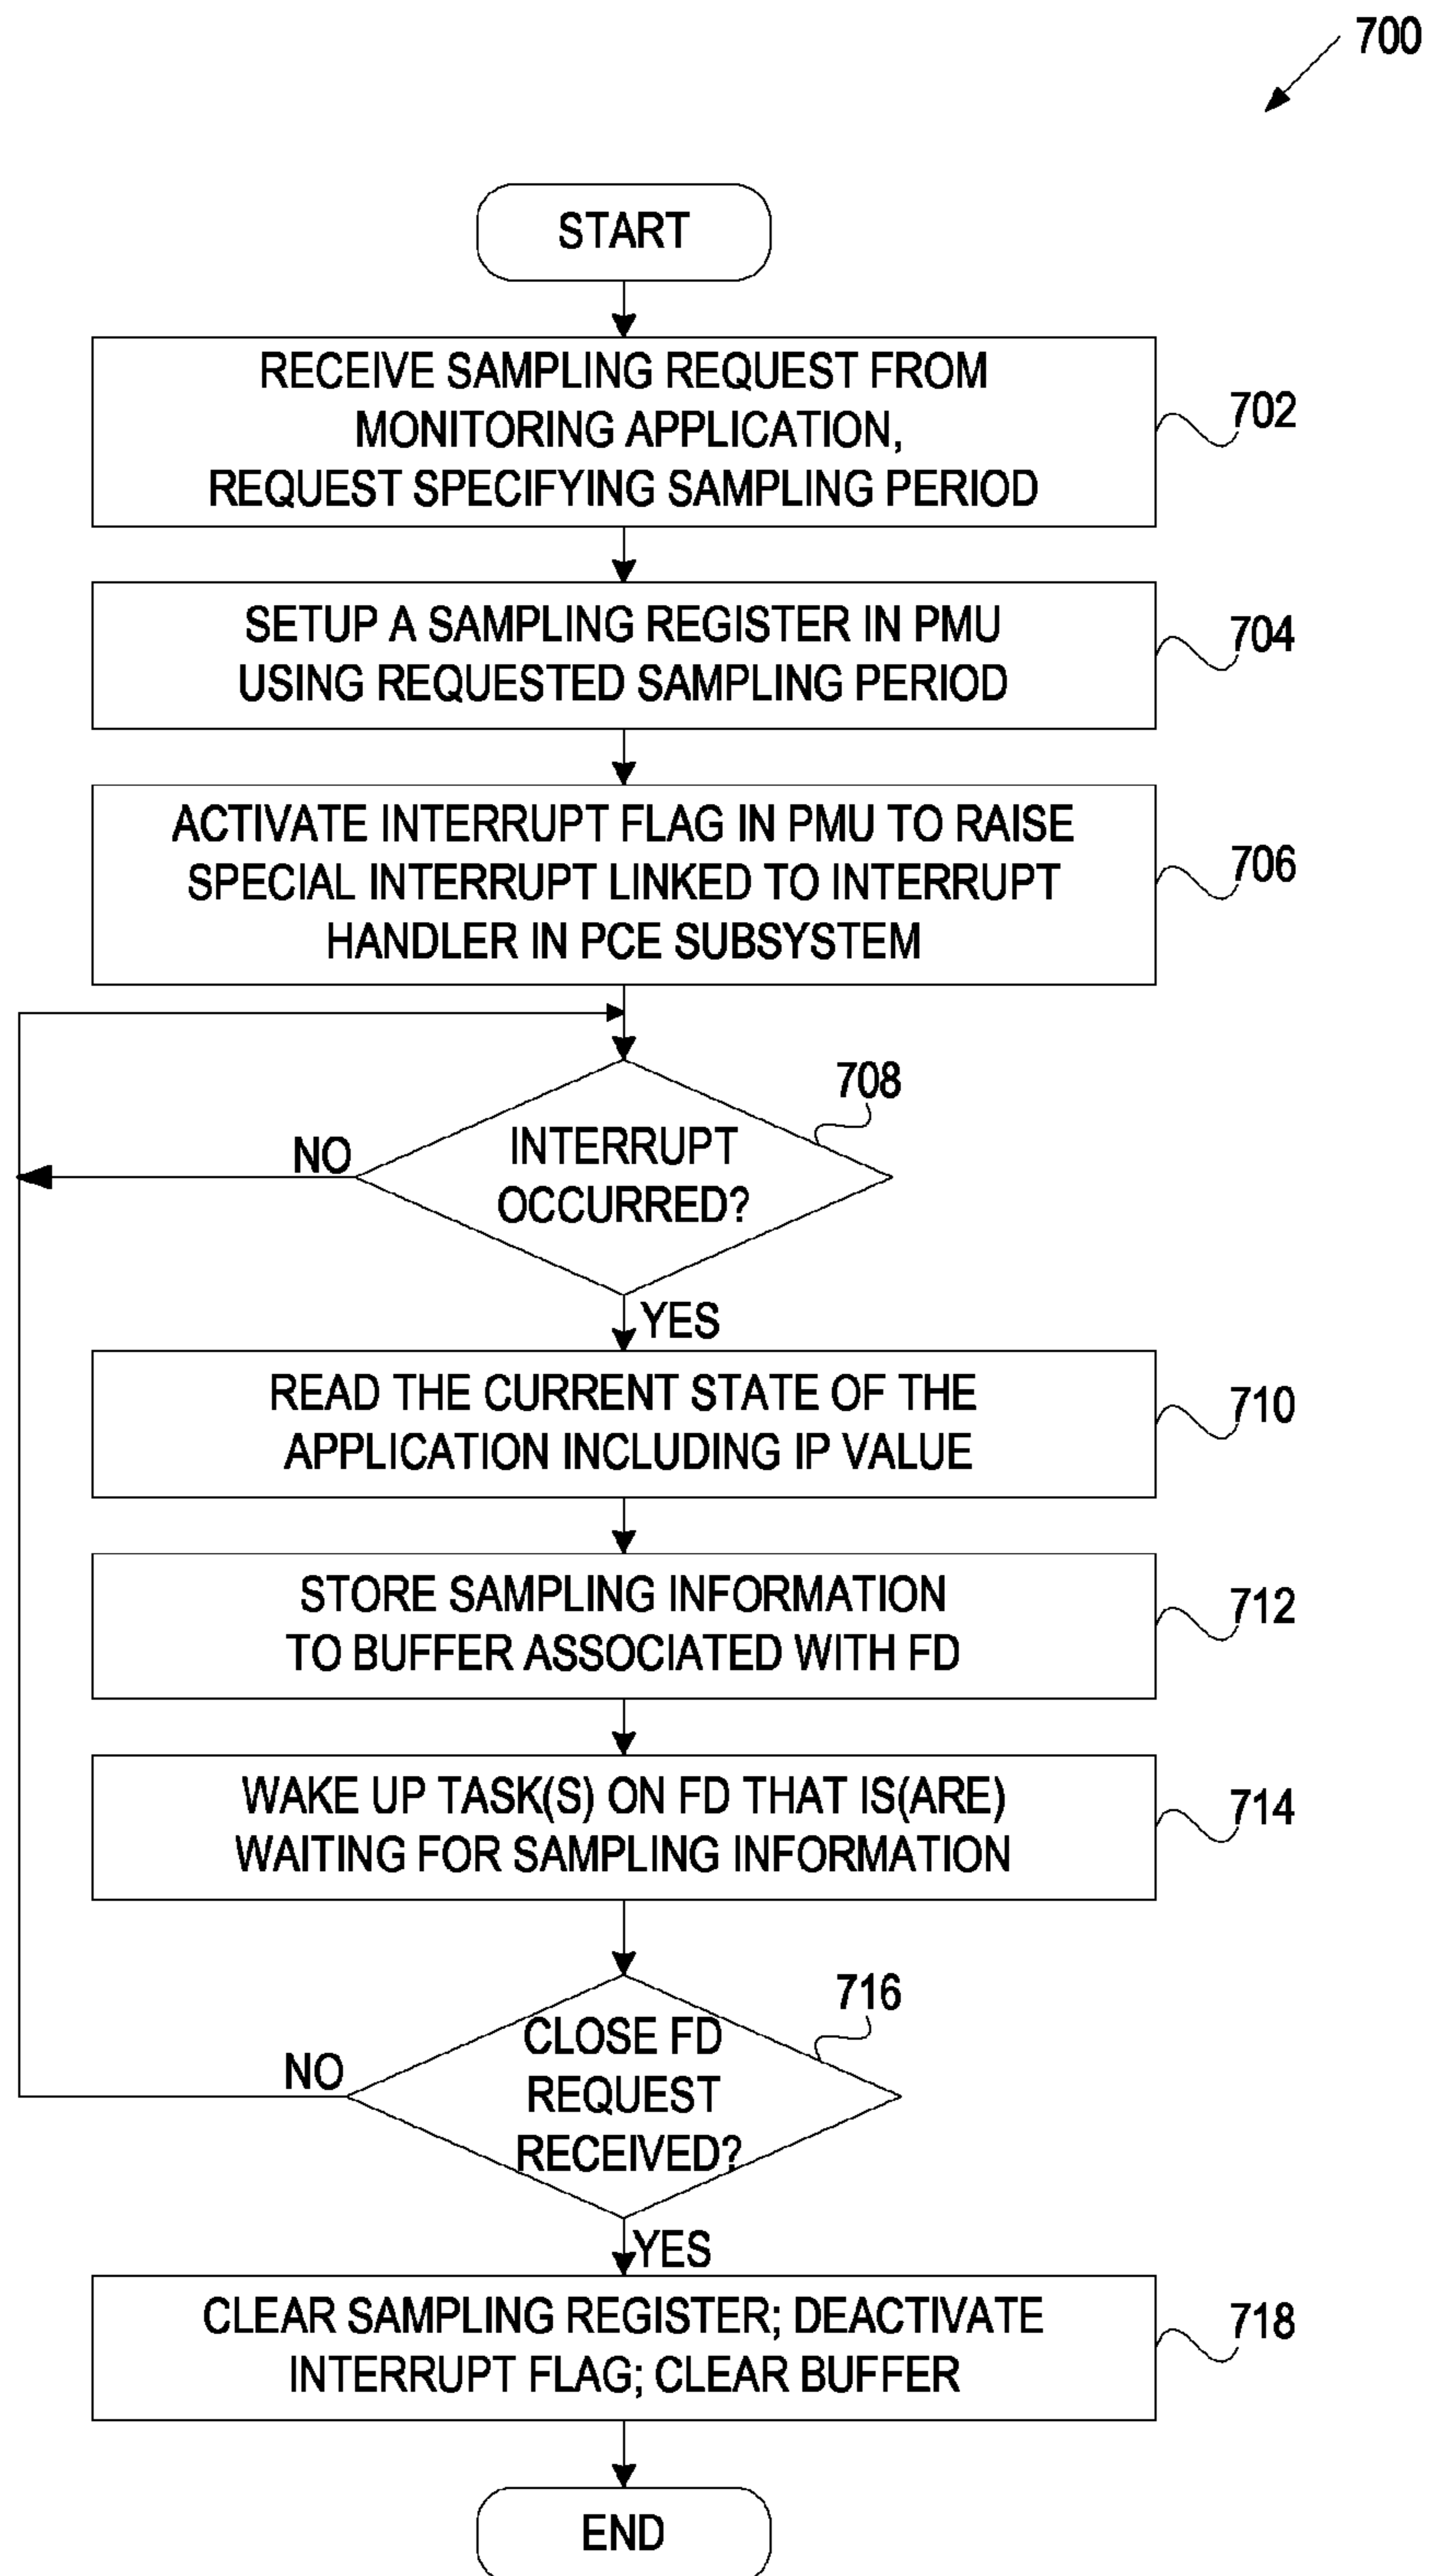 700
START
RECEIVE SAMPLING REQUEST FROM
MONITORING APPLICATION,
REQUEST SPECIFYING SAMPLING PERIOD
702
SETUP A SAMPLING REGISTER IN PMU
USING REQUESTED SAMPLING PERIOD
704
ACTIVATE INTERRUPT FLAG IN PMU TO RAISE
SPECIAL INTERRUPT LINKED TO INTERRUPT
HANDLER IN PCE SUBSYSTEM
706
708
INTERRUPT
OCCURRED?
NO
YES
READ THE CURRENT STATE OF THE
APPLICATION INCLUDING IP VALUE
710
STORE SAMPLING INFORMATION
TO BUFFER ASSOCIATED WITH FD
712
WAKE UP TASK(S) ON FD THAT IS(ARE)
WAITING FOR SAMPLING INFORMATION
714
716
CLOSE FD
REQUEST
RECEIVED?
NO
YES
CLEAR SAMPLING REGISTER; DEACTIVATE
INTERRUPT FLAG; CLEAR BUFFER
718
END